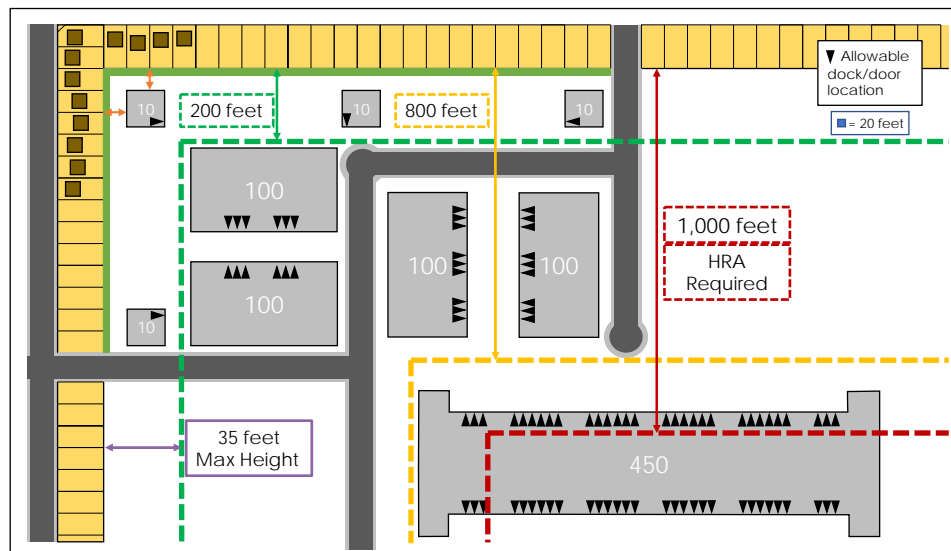 Allowable
dock/door
location
= 20 feet
10
200 feet
10
800 feet
10
100
1,000 feet
HRA
Required
100
100
100
10
35 feet
Max Height
450